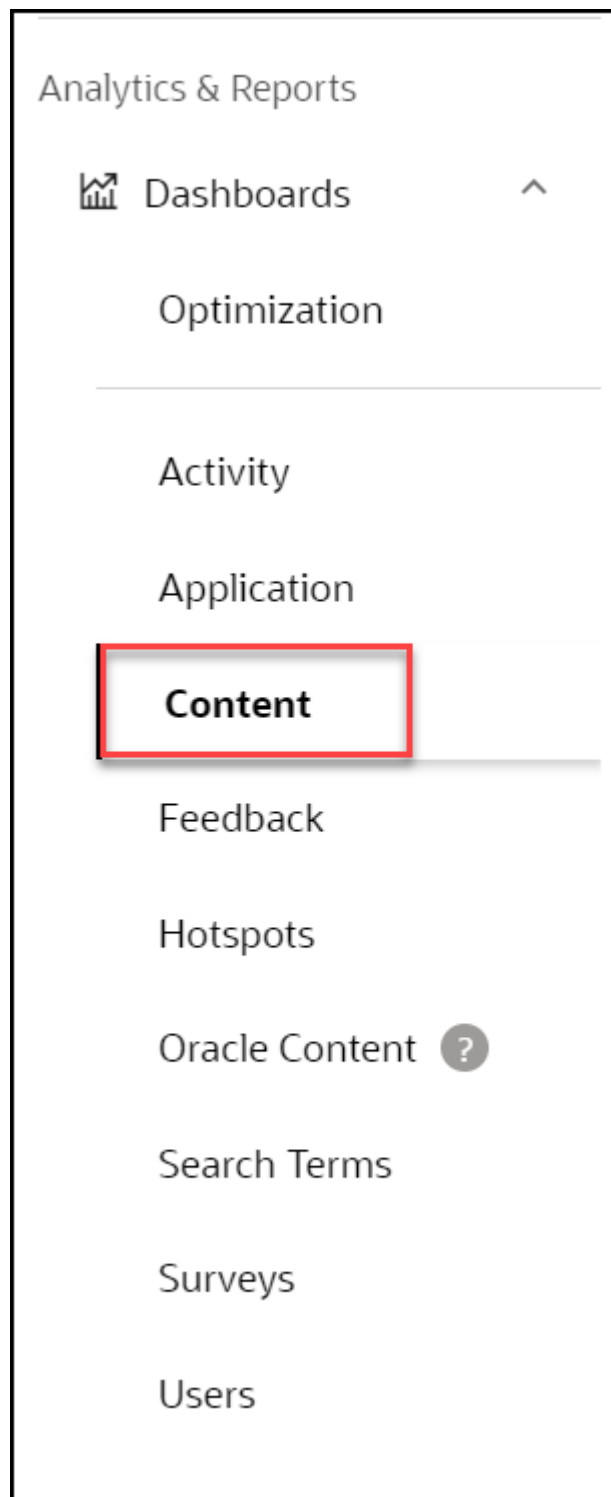 Analytics & Reports
Dashboards
Optimization
Activity
Application
Content
Feedback
Hotspots
Oracle Content ?
Search Terms
Surveys
Users